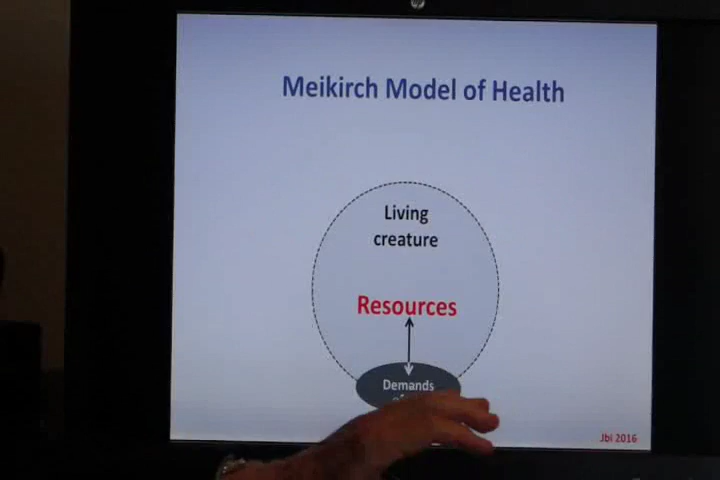 Meikirch Model of Health
Living
creature
Resources
Demands
Jbi 2016